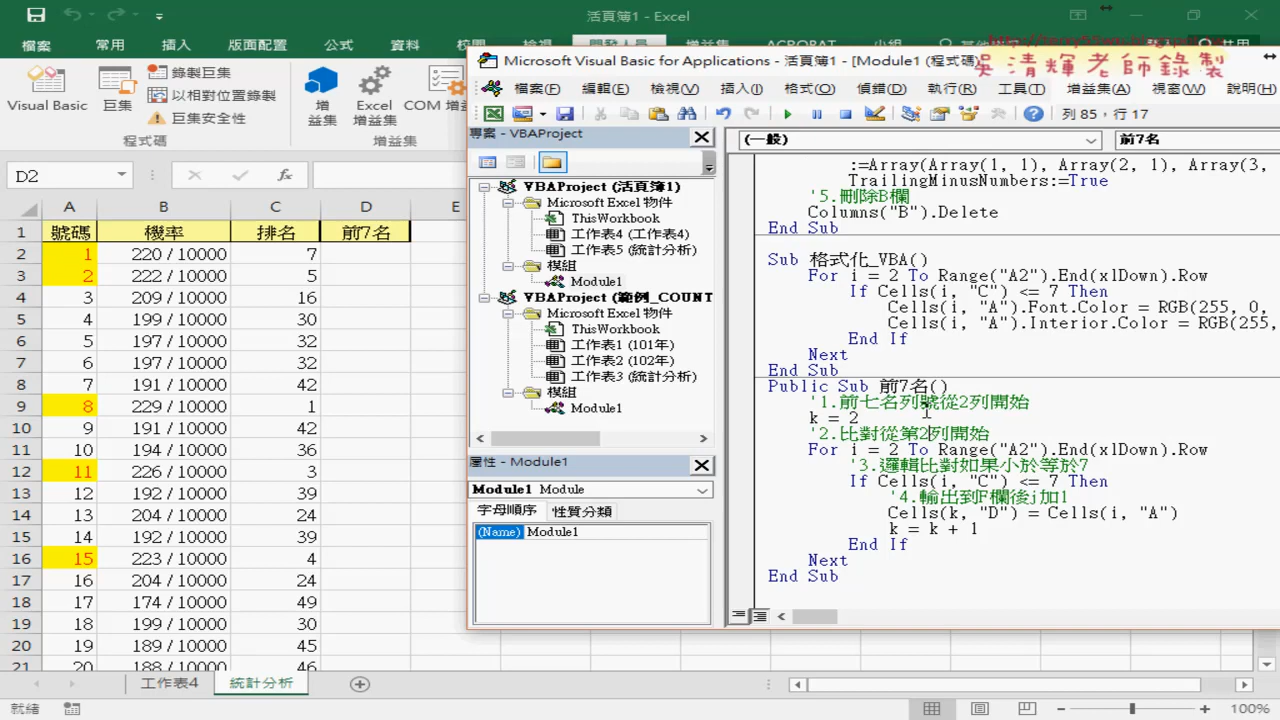 活頁簿1 - Excel
檔案 常用 插入 版面配置 公式 資料
Visual Basic 巨集 錄製巨集 以相對位置錄製 巨集安全性
增益集 Excel 增益集 COM
程式碼 增益集
D2
A B C D E
1 號碼 機率 排名 前7名
2 1 220 / 10000 7
3 2 222 / 10000 5
4 3 209 / 10000 16
5 4 199 / 10000 30
6 5 197 / 10000 32
7 6 197 / 10000 32
8 7 191 / 10000 42
9 8 229 / 10000 1
10 9 191 / 10000 42
11 10 194 / 10000 36
12 11 226 / 10000 3
13 12 192 / 10000 39
14 13 204 / 10000 24
15 14 192 / 10000 39
16 15 223 / 10000 4
17 16 204 / 10000 24
18 17 174 / 10000 49
19 18 199 / 10000 30
20 19 189 / 10000 45
21 20 188 / 10000 46
工作表4 統計分析
就緒 100%
Microsoft Visual Basic for Applications - 活頁簿1 - [Module1 (程式碼)
吳清輝老師錄製
檔案(F) 編輯(E) 檢視(V) 插入(I) 格式(O) 偵錯(D) 執行(R) 工具(T) 增益集(A) 視窗(W) 說明(H)
列 85，行 17
專案 - VBAProject
VBAProject (活頁簿1)
Microsoft Excel 物件
ThisWorkbook
工作表4 (工作表4)
工作表5 (統計分析)
模組
Module1
VBAProject (範例_COUNT
Microsoft Excel 物件
ThisWorkbook
工作表1 (101年)
工作表2 (102年)
工作表3 (統計分析)
模組
Module1
屬性 - Module1
Module1 Module
字母順序 性質分類
(Name) Module1
(一般) 前7名
:=Array(Array(1, 1), Array(2, 1), Array(3,
TrailingMinusNumbers:=True
'5.刪除B欄
Columns("B").Delete
End Sub
Sub 格式化_VBA()
For i = 2 To Range("A2").End(xlDown).Row
If Cells(i, "C") <= 7 Then
Cells(i, "A").Font.Color = RGB(255, 0,
Cells(i, "A").Interior.Color = RGB(255,
End If
Next
End Sub
Public Sub 前7名()
'1.前七名列號從2列開始
k = 2
'2.比對從第2列開始
For i = 2 To Range("A2").End(xlDown).Row
'3.邏輯比對如果小於等於7
If Cells(i, "C") <= 7 Then
'4.輸出到F欄後j加1
Cells(k, "D") = Cells(i, "A")
k = k + 1
End If
Next
End Sub